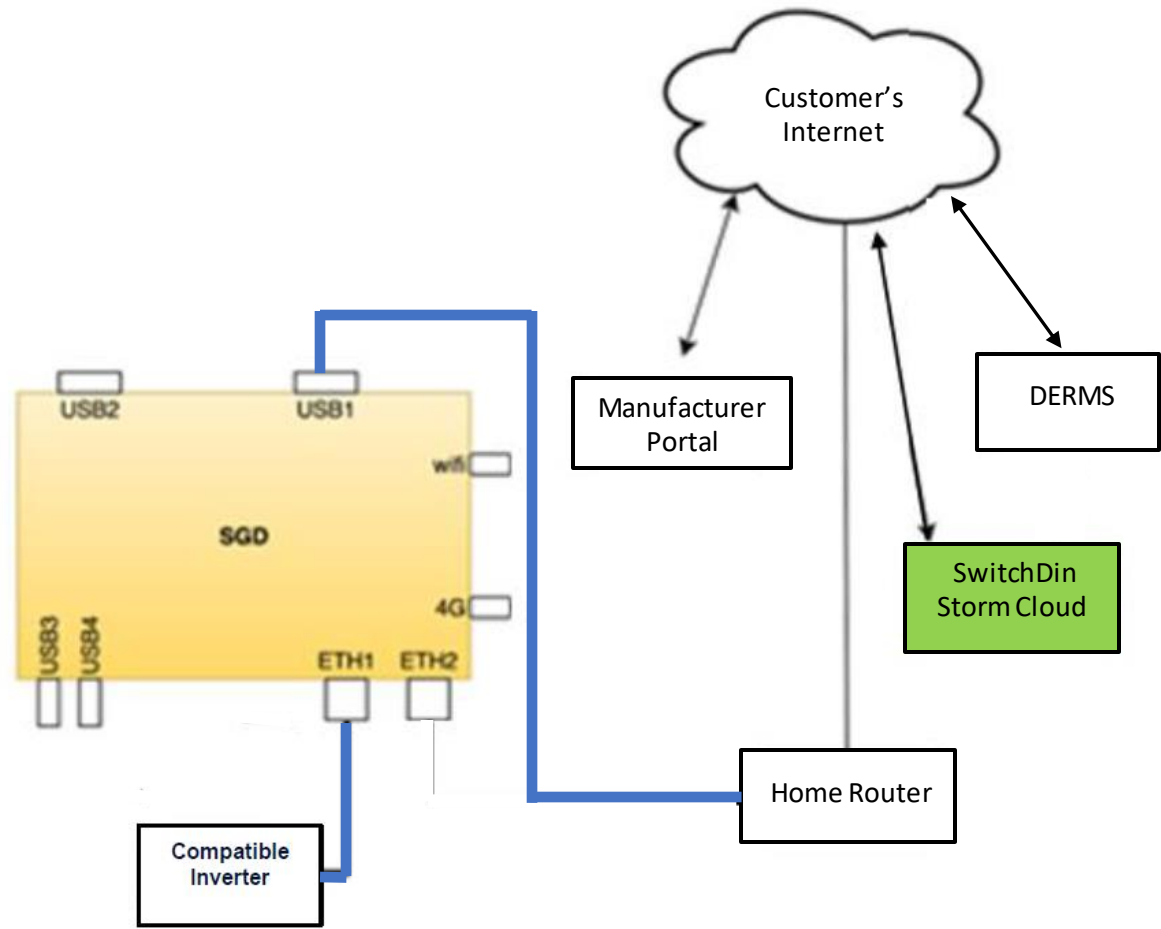 Customer's
Internet
Manufacturer
Portal
DERMS
SwitchDin
Storm Cloud
Home Router
USB2
USB1
wifi
SGD
4G
USB3
USB4
ETH1
ETH2
Compatible
Inverter